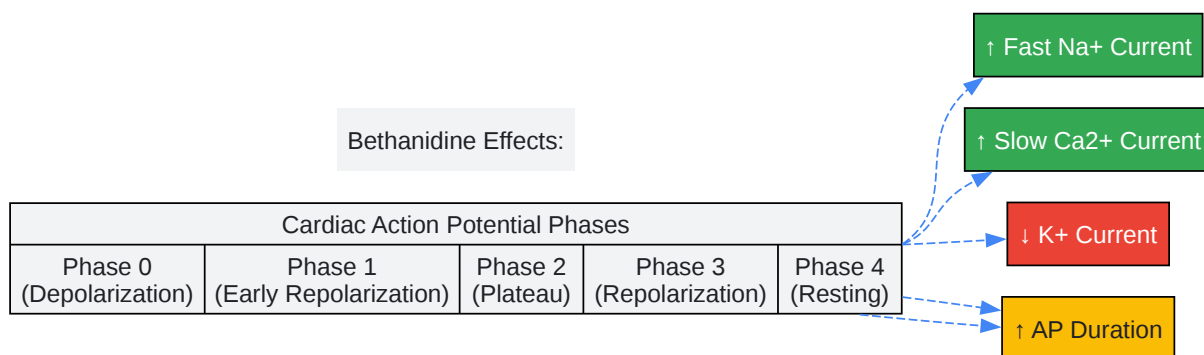 ↑ Fast Na+ Current
Bethanidine Effects:
↑ Slow Ca2+ Current
Cardiac Action Potential Phases
↓ K+ Current
Phase 0
(Depolarization)
Phase 1
(Early Repolarization)
Phase 2
(Plateau)
Phase 3
(Repolarization)
Phase 4
(Resting)
↑ AP Duration